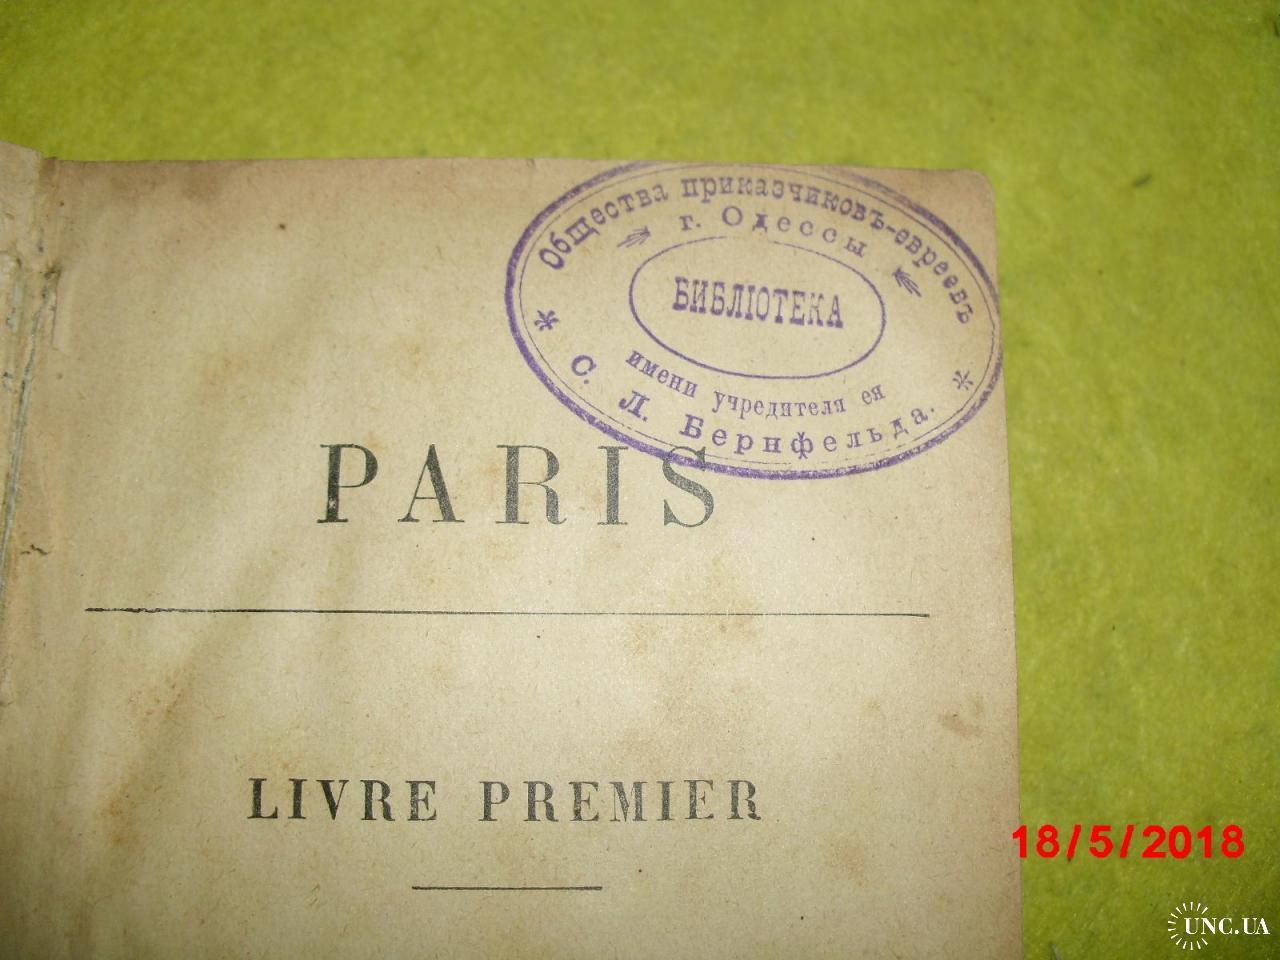 Общества приказчиковъ-евреевъ
г. Одессы
БИБЛІОТЕКА
имени учредителя ея
С. Л. Бернфельда.
PARIS
LIVRE PREMIER
18/5/2018
UNC.UA